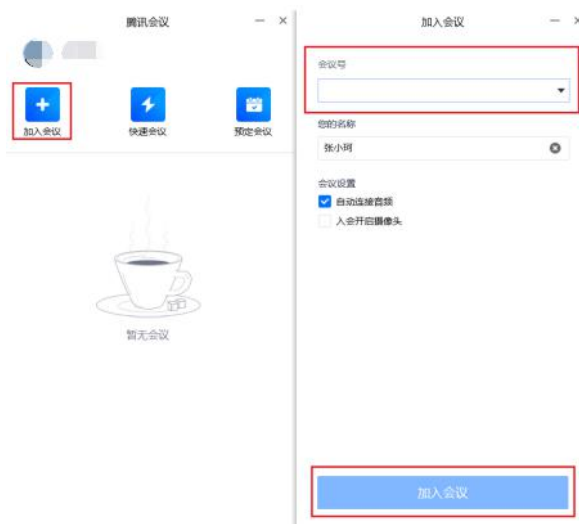 腾讯会议
加入会议
快速会议
预定会议
暂无会议
加入会议
会议号
您的名称
张小珂
会议设置
自动连接音频
入会开启摄像头
加入会议